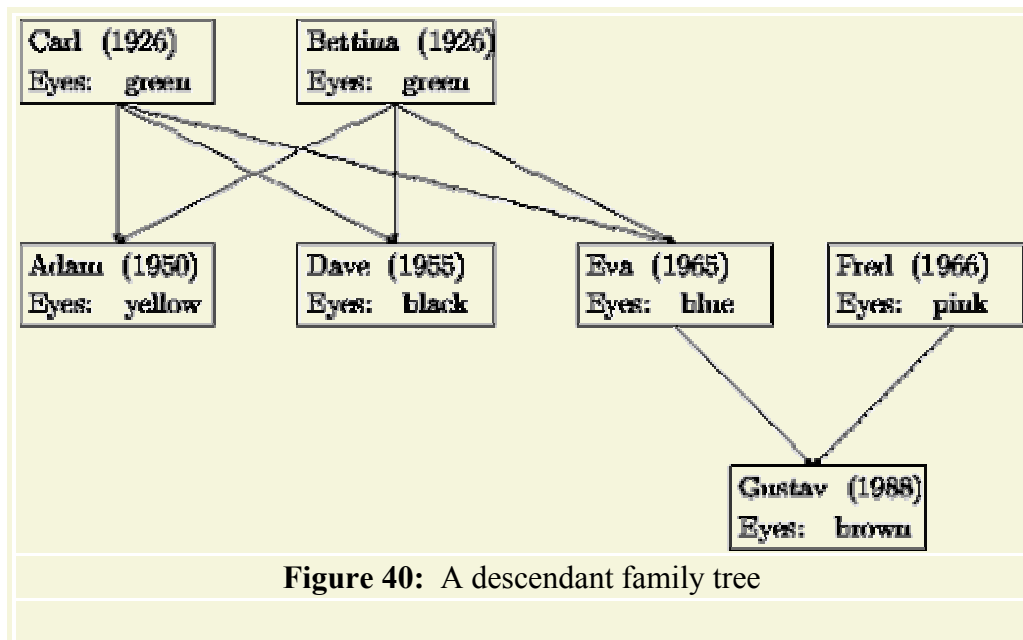 Carl (1926)
Eyes: green
Bettina (1926)
Eyes: green
Adam (1950)
Eyes: yellow
Dave (1955)
Eyes: black
Eva (1965)
Eyes: blue
Fred (1966)
Eyes: pink
Gustav (1988)
Eyes: brown
Figure 40: A descendant family tree